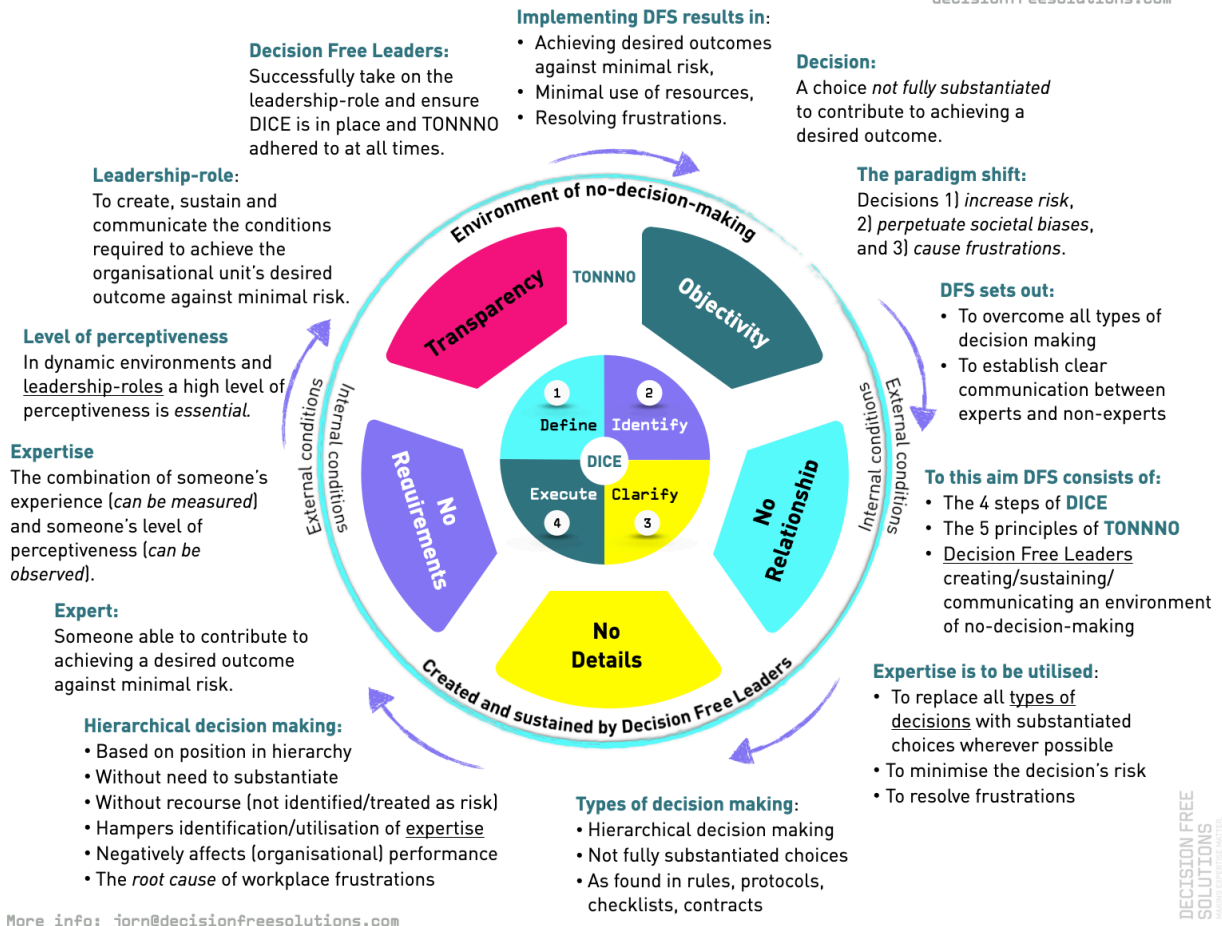 decisionfreesolutions.com
Implementing DFS results in:
• Achieving desired outcomes
against minimal risk,
• Minimal use of resources,
• Resolving frustrations.
Decision:
A choice not fully substantiated
to contribute to achieving a
desired outcome.
The paradigm shift:
Decisions 1) increase risk,
2) perpetuate societal biases,
and 3) cause frustrations.
DFS sets out:
• To overcome all types of
decision making
• To establish clear
communication between
experts and non-experts
To this aim DFS consists of:
• The 4 steps of DICE
• The 5 principles of TONNNO
• Decision Free Leaders
creating/sustaining/
communicating an environment
of no-decision-making
Expertise is to be utilised:
• To replace all types of
decisions with substantiated
choices wherever possible
• To minimise the decision's risk
• To resolve frustrations
Types of decision making:
• Hierarchical decision making
• Not fully substantiated choices
• As found in rules, protocols,
checklists, contracts
Hierarchical decision making:
• Based on position in hierarchy
• Without need to substantiate
• Without recourse (not identified/treated as risk)
• Hampers identification/utilisation of expertise
• Negatively affects (organisational) performance
• The root cause of workplace frustrations
Expert:
Someone able to contribute to
achieving a desired outcome
against minimal risk.
Expertise
The combination of someone's
experience (can be measured)
and someone's level of
perceptiveness (can be
observed).
Level of perceptiveness
In dynamic environments and
leadership-roles a high level of
perceptiveness is essential.
Leadership-role:
To create, sustain and
communicate the conditions
required to achieve the
organisational unit's desired
outcome against minimal risk.
Decision Free Leaders:
Successfully take on the
leadership-role and ensure
DICE is in place and TONNNO
adhered to at all times.
Environment of no-decision-making
External conditions
Internal conditions
Internal conditions
External conditions
Created and sustained by Decision Free Leaders
TONNNO
Transparency
Objectivity
No
Relationship
No
Details
No
Requirements
DICE
1
Define
2
Identify
Clarify
3
Execute
4
More info: jorn@decisionfreesolutions.com
DECISION FREE
SOLUTIONS
MAKING EXPERTISE MATTER